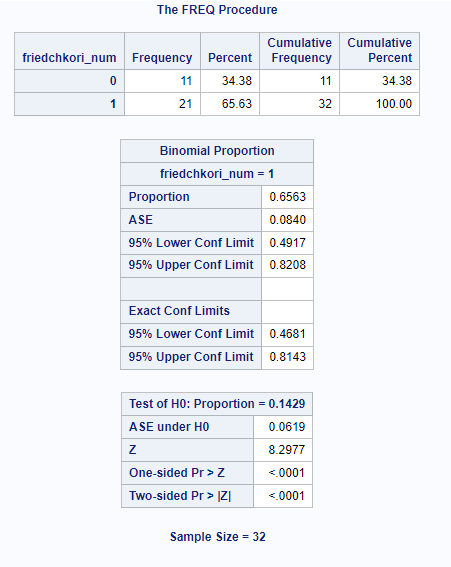 The FREQ Procedure
Cumulative Cumulative
friedchkori_num Frequency Percent Frequency Percent
0 11 34.38 11 34.38
1 21 65.63 32 100.00
Binomial Proportion
friedchkori_num = 1
Proportion 0.6563
ASE 0.0840
95% Lower Conf Limit 0.4917
95% Upper Conf Limit 0.8208
Exact Conf Limits
95% Lower Conf Limit 0.4681
95% Upper Conf Limit 0.8143
Test of H0: Proportion = 0.1429
ASE under H0 0.0619
Z 8.2977
One-sided Pr > Z <.0001
Two-sided Pr > |Z| <.0001
Sample Size = 32